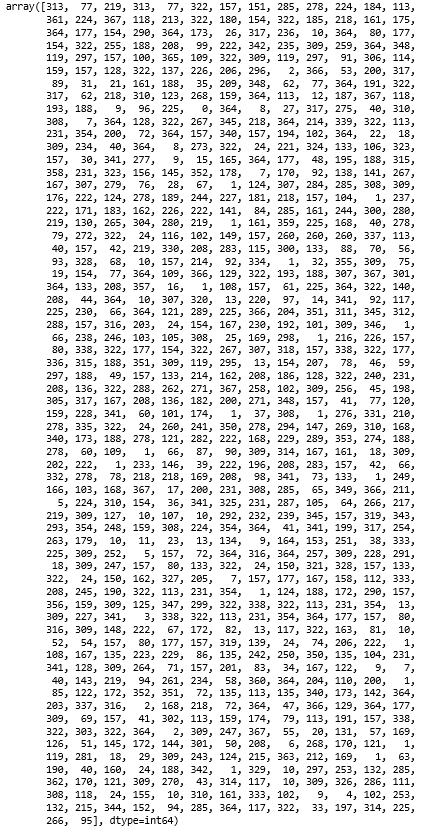 array([313,  77, 219, 313,  77, 322, 157, 151, 285, 278, 224, 184, 113,
       361, 224, 367, 118, 213, 322, 180, 154, 322, 185, 218, 161, 175,
       364, 177, 154, 290, 364, 173,  26, 317, 236,  10, 364,  80, 177,
       154, 322, 255, 188, 208,  99, 222, 342, 235, 309, 259, 364, 348,
       119, 176, 364, 119, 251,  94, 322,  92, 309, 119,  97,  91, 306, 114,
       159, 157, 128, 322, 137, 226, 206, 296,   2, 366,  53, 200, 317,
        89,  31,  21, 161, 188,  35, 209, 348,  62,  77, 364, 191, 322,
       317,  62, 218, 310, 123, 268, 159, 364, 113,  12, 187, 367, 118,
       193, 188,   9,  96, 225,   0, 364,   8,  27, 317, 275,  40, 310,
       308,   7, 364, 128, 322, 267, 345, 218, 364, 214, 339, 322, 113,
       231, 354, 200,  72, 364, 157, 340, 157, 194, 102, 364,  22,  18,
       309, 234,  40, 364,   8, 273, 322,  24, 221, 324, 133, 106, 323,
       157,  30, 341, 277,   9,  15, 165, 364, 177,  48, 195, 188, 315,
       358, 231, 323, 156, 145, 352, 178,   7, 170,  92, 138, 141, 267,
       167, 307, 279,  76,  28,  67,   1, 124, 307, 284, 285, 308, 309,
       176, 222, 124, 278, 189, 244, 227, 181, 218, 157, 104,   1, 237,
       222, 171, 183, 162, 226, 222, 141,  84, 285, 161, 244, 300, 280,
       219, 130, 265, 304, 280, 219,   1, 161, 359, 225, 168,  40, 278,
        79, 272, 322,  24, 116, 102, 149, 157, 260, 260, 260, 337, 113,
        40, 157,  42, 219, 330, 208, 283, 115, 300, 133,  88,  70,  56,
        93, 328,  68,  10, 157, 214,  92, 334,   1,  32, 355, 309,  75,
        19, 154,  77, 364, 109, 366, 129, 322, 193, 188, 307, 367, 301,
       364, 133, 208, 357,  16,   1, 108, 157,  61, 225, 364, 322, 140,
       208,  44, 364,  10, 307, 320,  13, 220,  97,  14, 341,  92, 117,
       225, 230,  66, 364, 121, 289, 225, 366, 204, 351, 311, 345, 312,
       288, 157, 316, 203,  24, 154, 167, 230, 192, 101, 309, 346,   1,
        66, 238, 246, 103, 105, 308,  25, 169, 298,   1, 216, 226, 157,
        80, 338, 322, 177, 154, 322, 267, 307, 318, 157, 338, 322, 177,
       336, 315, 188, 351, 309, 119, 295,  13, 154, 207,  78,  46,  59,
       297, 188,  49, 157, 133, 214, 162, 208, 186, 128, 322, 240, 231,
       208, 136, 322, 288, 262, 271, 367, 258, 102, 309, 256,  45, 198,
       305, 317, 167, 208, 136, 182, 200, 271, 348, 157,  41,  77, 120,
       159, 228, 341,  60, 101, 174,   1,  37, 308,   1, 276, 331, 210,
       278, 335, 322,  24, 260, 241, 350, 278, 294, 147, 269, 310, 168,
       340, 173, 188, 278, 121, 282, 222, 168, 229, 289, 353, 274, 188,
       278,  60, 109,   1,  66,  87,  90, 309, 314, 167, 161,  18, 309,
       202, 222,   1, 233, 146,  39, 222, 196, 208, 283, 157,  42,  66,
       332, 278,  78, 218, 218, 169, 208,  98, 341,  73, 133,   1, 249,
       166, 103, 168, 367,  17, 200, 231, 308, 285,  65, 349, 366, 211,
         5, 224, 310, 154,  36, 341, 325, 231, 287, 105,  64, 266, 217,
       219, 309, 127,  10, 107,  10, 292, 232, 239, 345, 157, 319, 343,
       293, 354, 248, 159, 308, 224, 354, 364,  41, 341, 199, 317, 254,
       263, 179,  10,  11,  23,  13, 134,   9, 164, 153, 251,  38, 333,
       225, 309, 252,   5, 157,  72, 364, 316, 364, 257, 309, 228, 291,
        18, 309, 247, 157,  80, 133, 322,  24, 150, 321, 328, 157, 133,
       322,  24, 150, 162, 327, 205,   7, 157, 177, 167, 158, 112, 333,
       208, 245, 190, 322, 113, 231, 354,   1, 124, 188, 172, 290, 157,
       356, 159, 309, 125, 347, 299, 322, 338, 322, 113, 231, 354,  13,
       309, 227, 341,   3, 338, 322, 113, 231, 354, 364, 177, 157,  80,
       316, 309, 148, 222,  67, 172,  82,  13, 117, 322, 163,  81,  10,
        52,  54, 157,  80, 177, 157, 319, 139,  24,  74, 206, 222,   1,
       108, 167, 135, 223, 229,  86, 135, 242, 250, 350, 135, 104, 231,
       341, 128, 309, 264,  71, 157, 201,  83,  34, 167, 122,   9,   7,
        40, 143, 219,  94, 261, 234,  58, 360, 364, 204, 110, 200,   1,
        85, 122, 172, 352, 351,  72, 135, 113, 135, 340, 173, 142, 364,
       203, 337, 316,   2, 168, 218,  72, 364,  47, 366, 129, 364, 177,
       309,  69, 157,  41, 302, 113, 159, 174,  79, 113, 191, 157, 338,
       322, 303, 322, 364,   2, 309, 247, 367,  55,  20, 131,  57, 169,
       126,  51, 145, 172, 144, 301,  50, 208,   6, 268, 170, 121,   1,
       119, 281,  18,  29, 309, 243, 124, 215, 363, 212, 169,   1,  63,
       190,  40, 160,  24, 188, 342,   1, 329,  10, 297, 253, 132, 285,
       362, 170, 121, 309, 270,  43, 314, 117,  10, 309, 326, 286, 111,
       308, 118,  24, 155,  10, 310, 161, 333, 102,   9,   4, 102, 253,
       132, 215, 344, 152,  94, 285, 364, 117, 322,  33, 197, 314, 225,
       266,  95], dtype=int64)